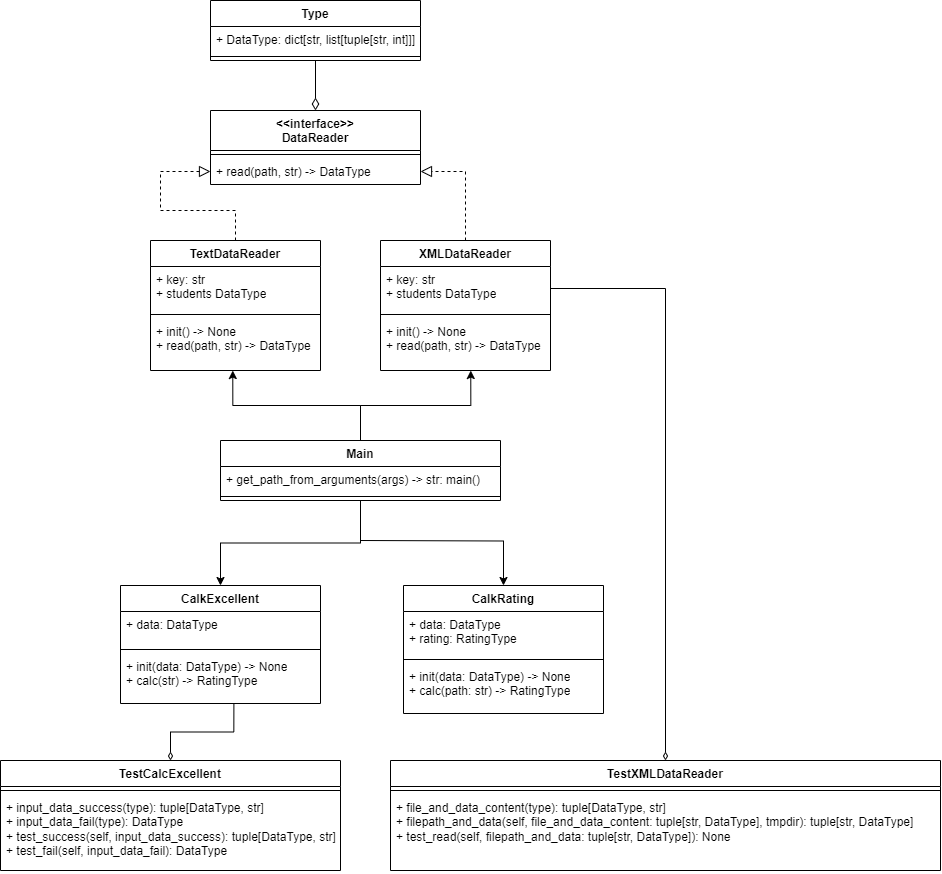 Type
+ DataType: dict[str, list[tuple[str, int]]]
<<interface>>
DataReader
+ read(path, str) -> DataType
TextDataReader
+ key: str
+ students DataType
+ init() -> None
+ read(path, str) -> DataType
XMLDataReader
+ key: str
+ students DataType
+ init() -> None
+ read(path, str) -> DataType
Main
+ get_path_from_arguments(args) -> str: main()
CalkExcellent
+ data: DataType
+ init(data: DataType) -> None
+ calc(str) -> RatingType
CalkRating
+ data: DataType
+ rating: RatingType
+ init(data: DataType) -> None
+ calc(path: str) -> RatingType
TestCalcExcellent
+ input_data_success(type): tuple[DataType, str]
+ input_data_fail(type): DataType
+ test_success(self, input_data_success): tuple[DataType, str]
+ test_fail(self, input_data_fail): DataType
TestXMLDataReader
+ file_and_data_content(type): tuple[DataType, str]
+ filepath_and_data(self, file_and_data_content: tuple[str, DataType], tmpdir): tuple[str, DataType]
+ test_read(self, filepath_and_data: tuple[str, DataType]): None